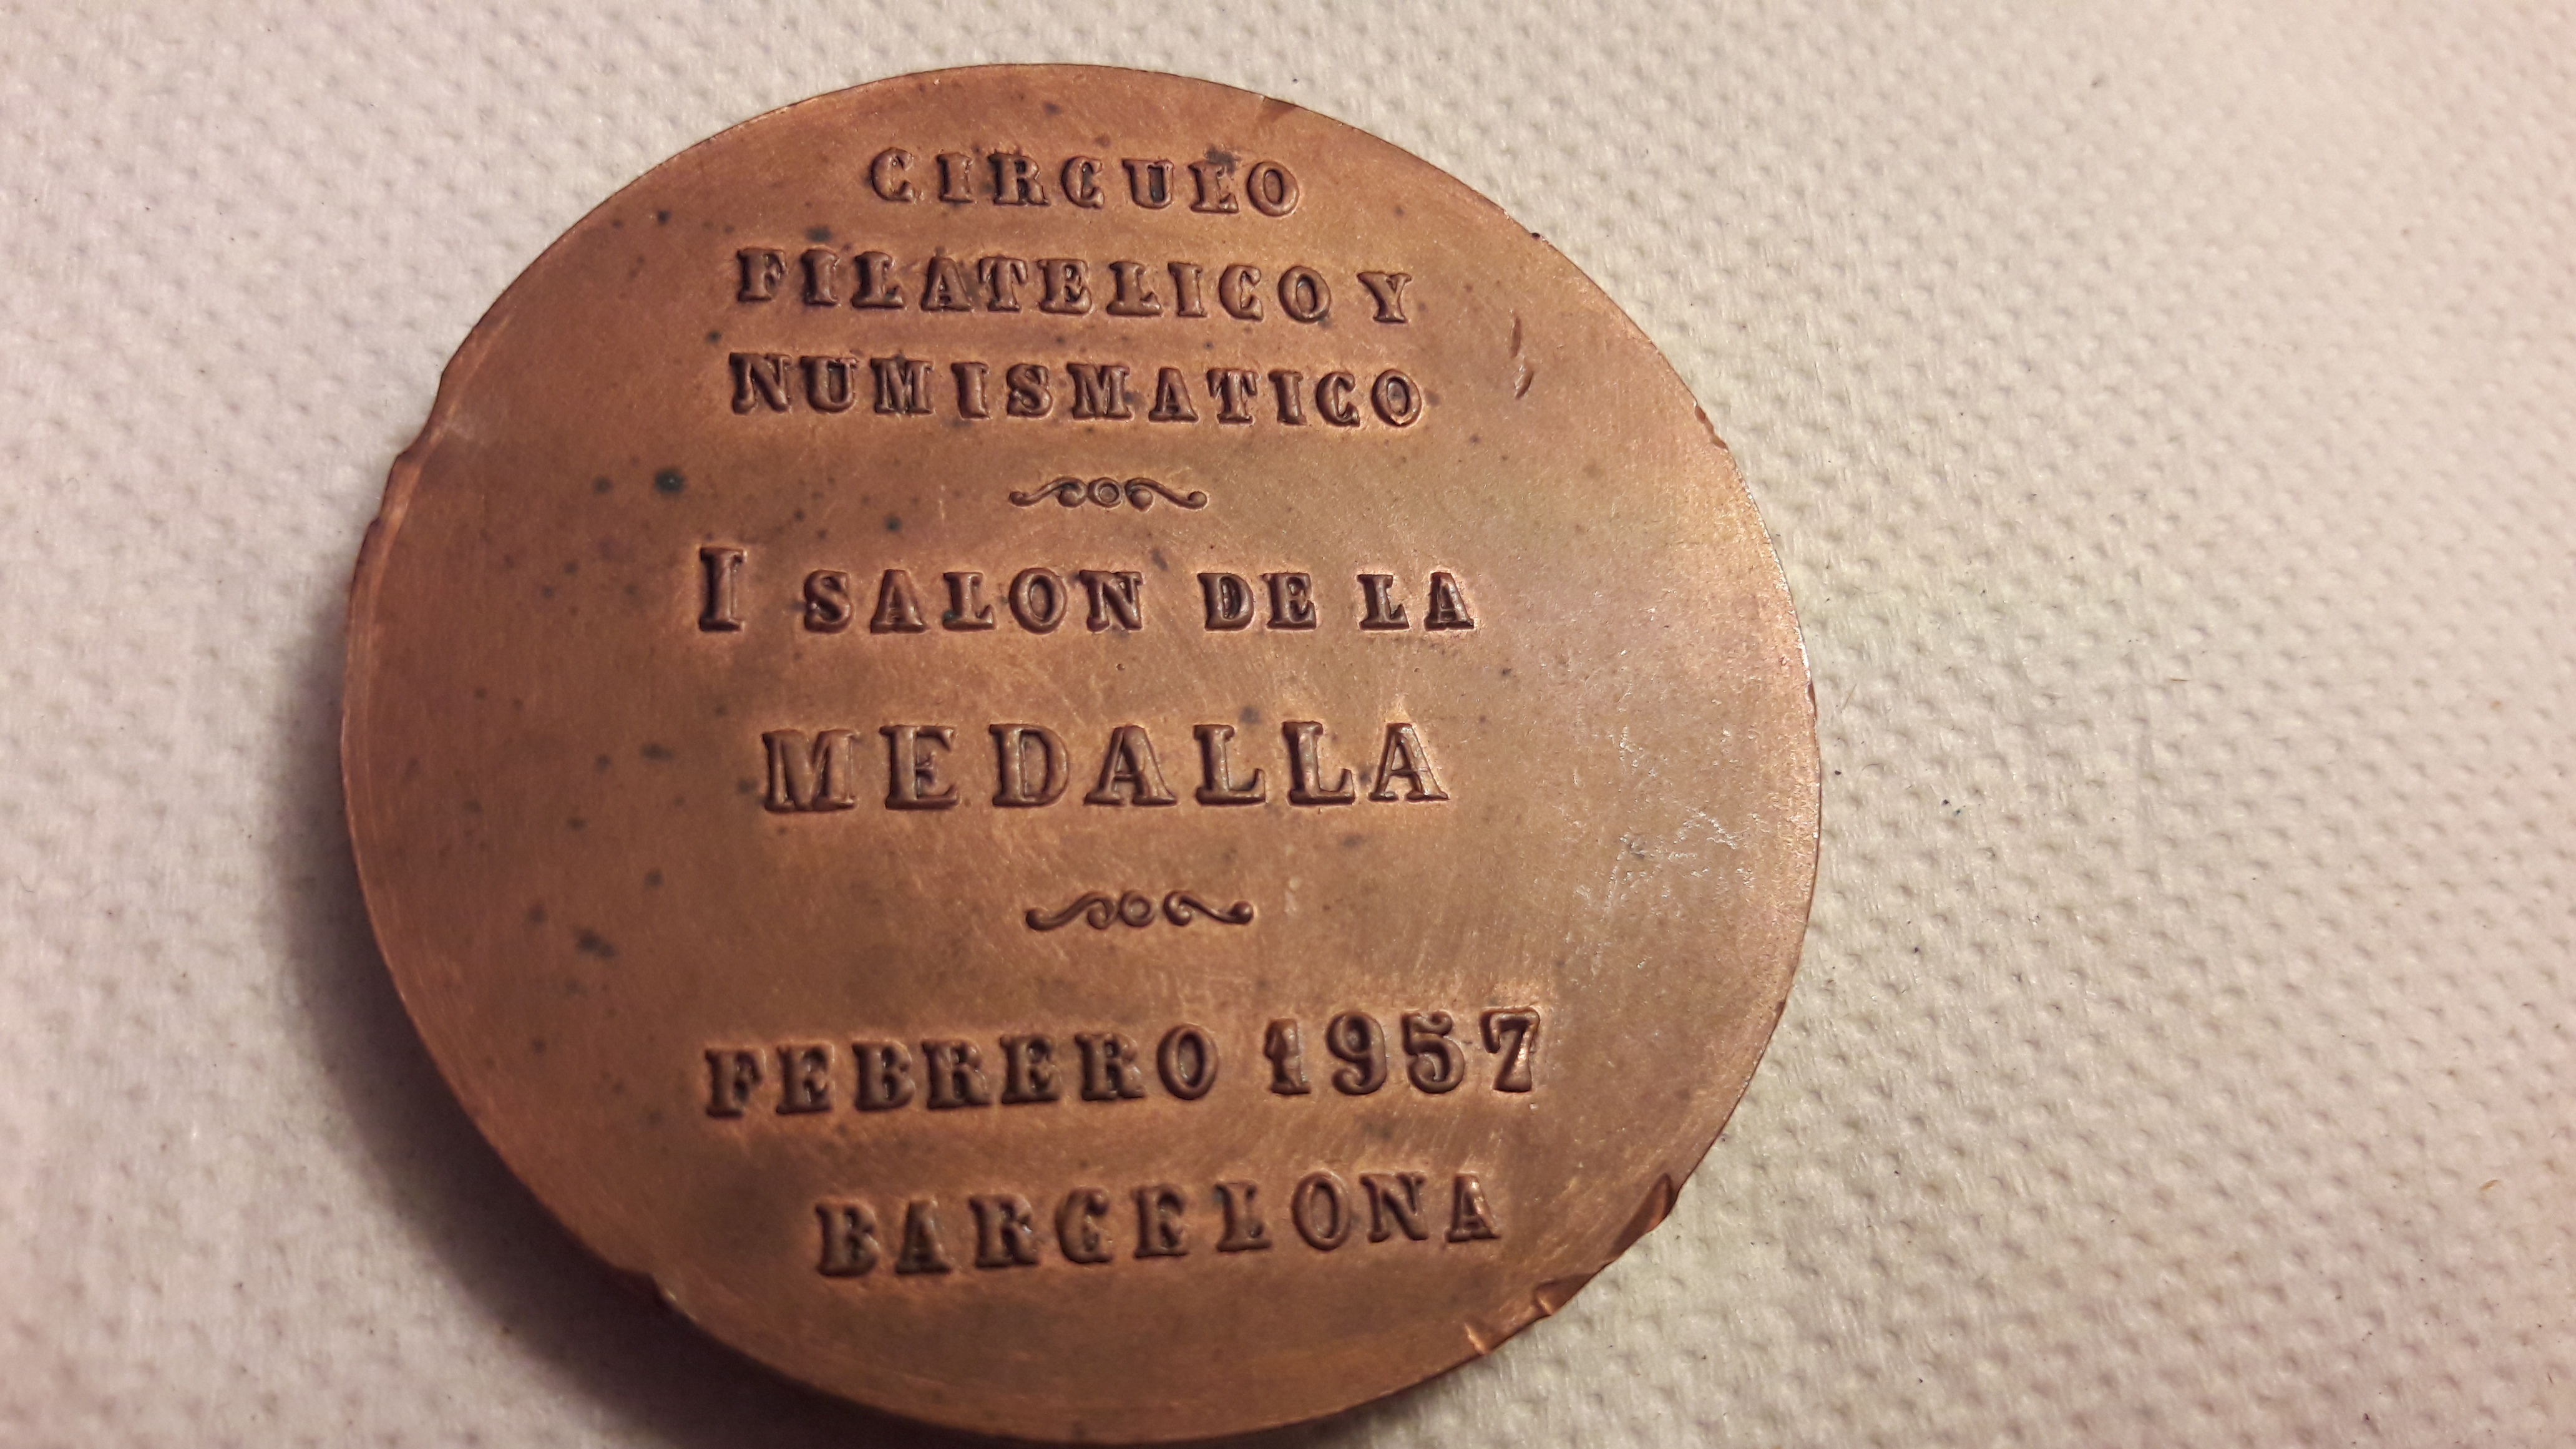 CIRCULO
FILATELICO Y
NUMISMATICO
I SALON DE LA
MEDALLA
FEBRERO 1957
BARCELONA